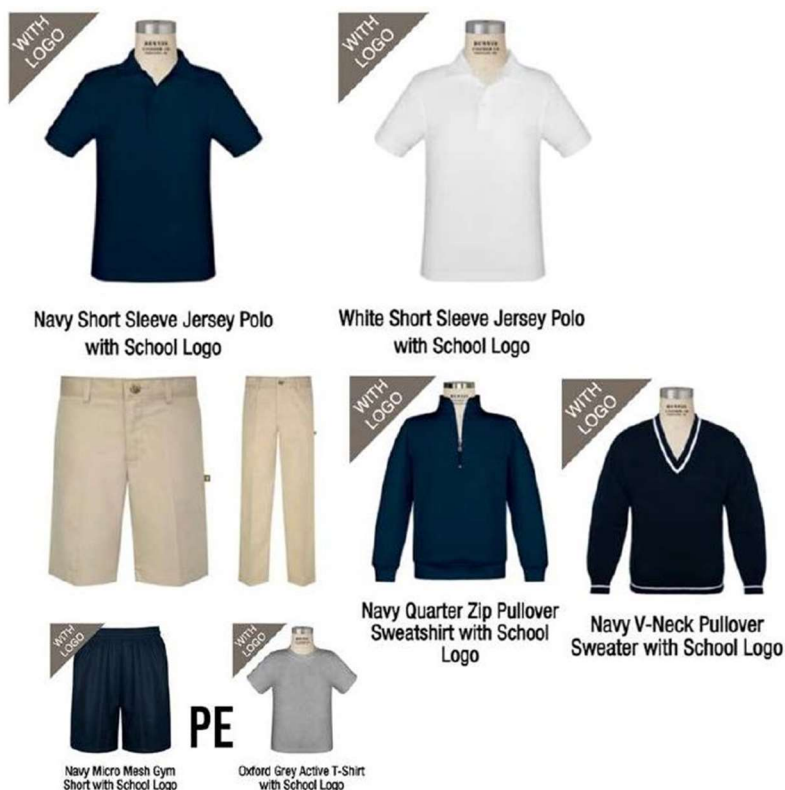 WITH
LOGO
WITH
LOGO
Navy Short Sleeve Jersey Polo
with School Logo
White Short Sleeve Jersey Polo
with School Logo
WITH
LOGO
WITH
LOGO
Navy Quarter Zip Pullover
Sweatshirt with School
Logo
Navy V-Neck Pullover
Sweater with School Logo
WITH
LOGO
PE
WITH
LOGO
Navy Micro Mesh Gym
Short with School Logo
Oxford Grey Active T-Shirt
with School Logo